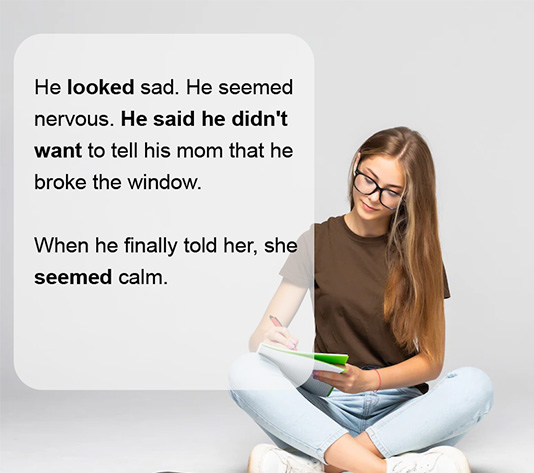 He looked sad. He seemed
nervous. He said he didn't
want to tell his mom that he
broke the window.
When he finally told her, she
seemed calm.